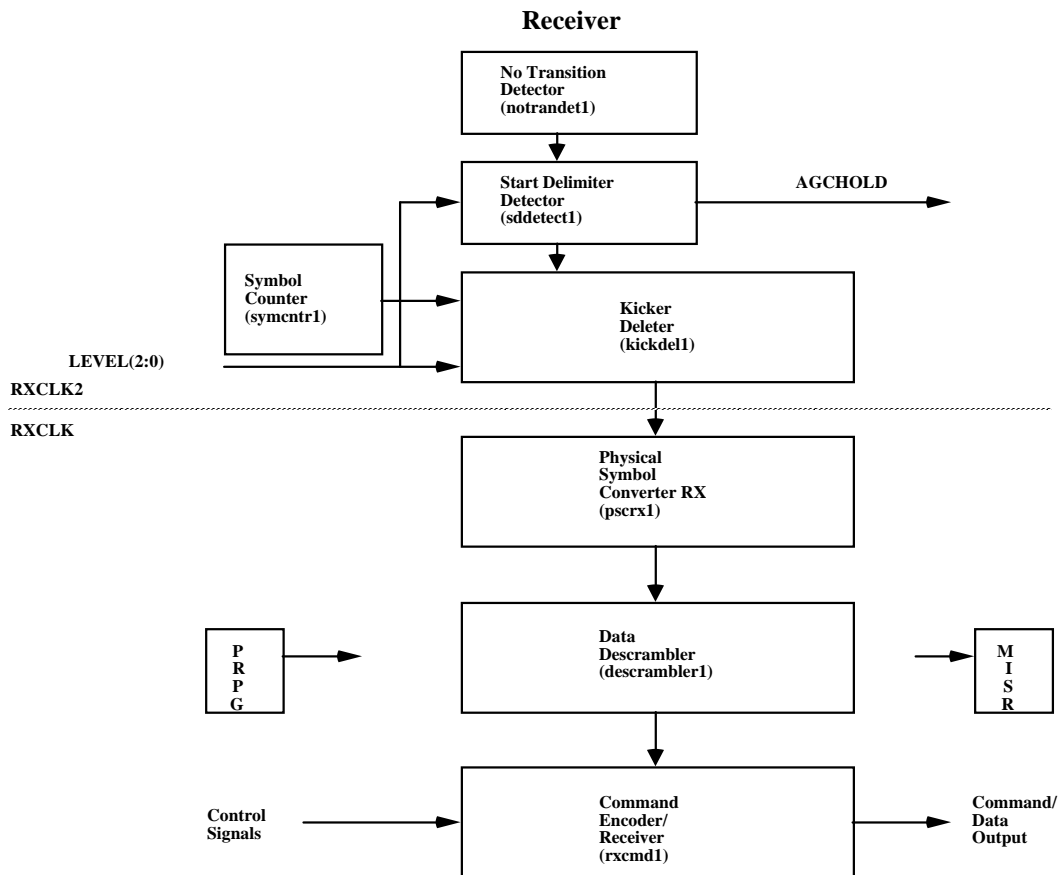 Receiver
No Transition
Detector
(notrandet1)
Start Delimiter
Detector
(sddetect1)
AGCHOLD
Symbol
Counter
(symcntr1)
Kicker
Deleter
(kickdel1)
LEVEL(2:0)
RXCLK2
RXCLK
Physical
Symbol
Converter RX
(pscrx1)
P
R
P
G
Data
Descrambler
(descrambler1)
M
I
S
R
Control
Signals
Command
Encoder/
Receiver
(rxcmd1)
Command/
Data
Output